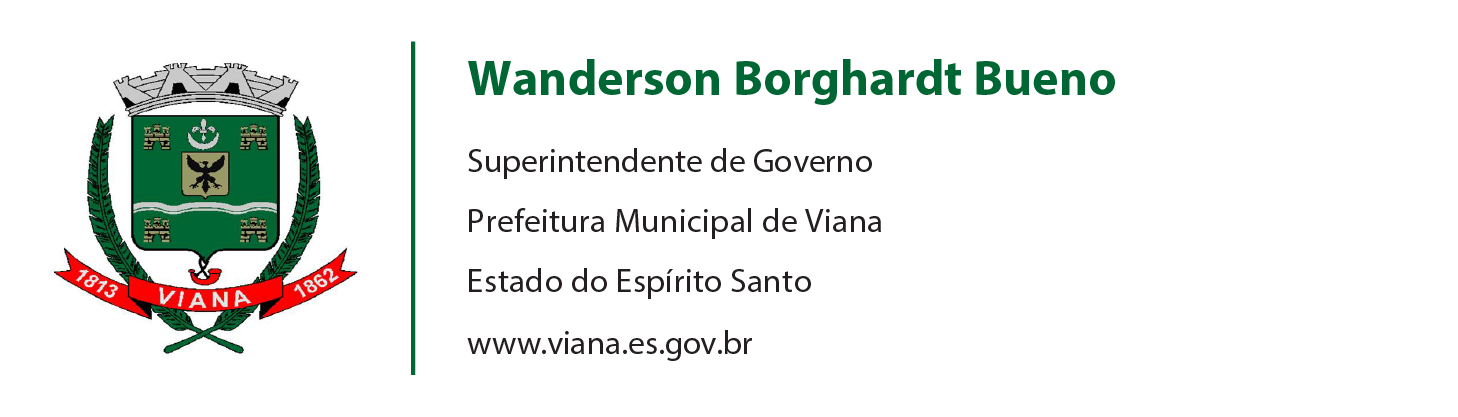 1813 VIANA 1862
Wanderson Borghardt Bueno
Superintendente de Governo
Prefeitura Municipal de Viana
Estado do Espírito Santo
www.viana.es.gov.br